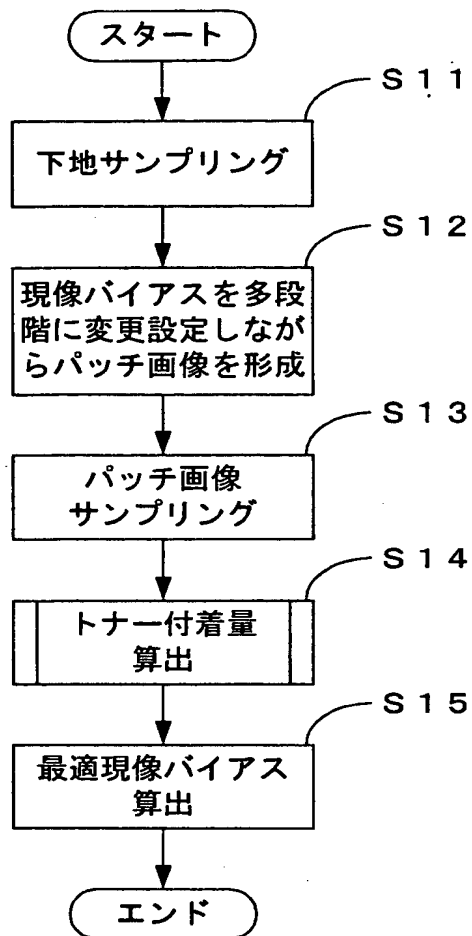 スタート
S11
下地サンプリング
S12
現像バイアスを多段
階に変更設定しなが
らパッチ画像を形成
S13
パッチ画像
サンプリング
S14
トナー付着量
算出
S15
最適現像バイアス
算出
エンド